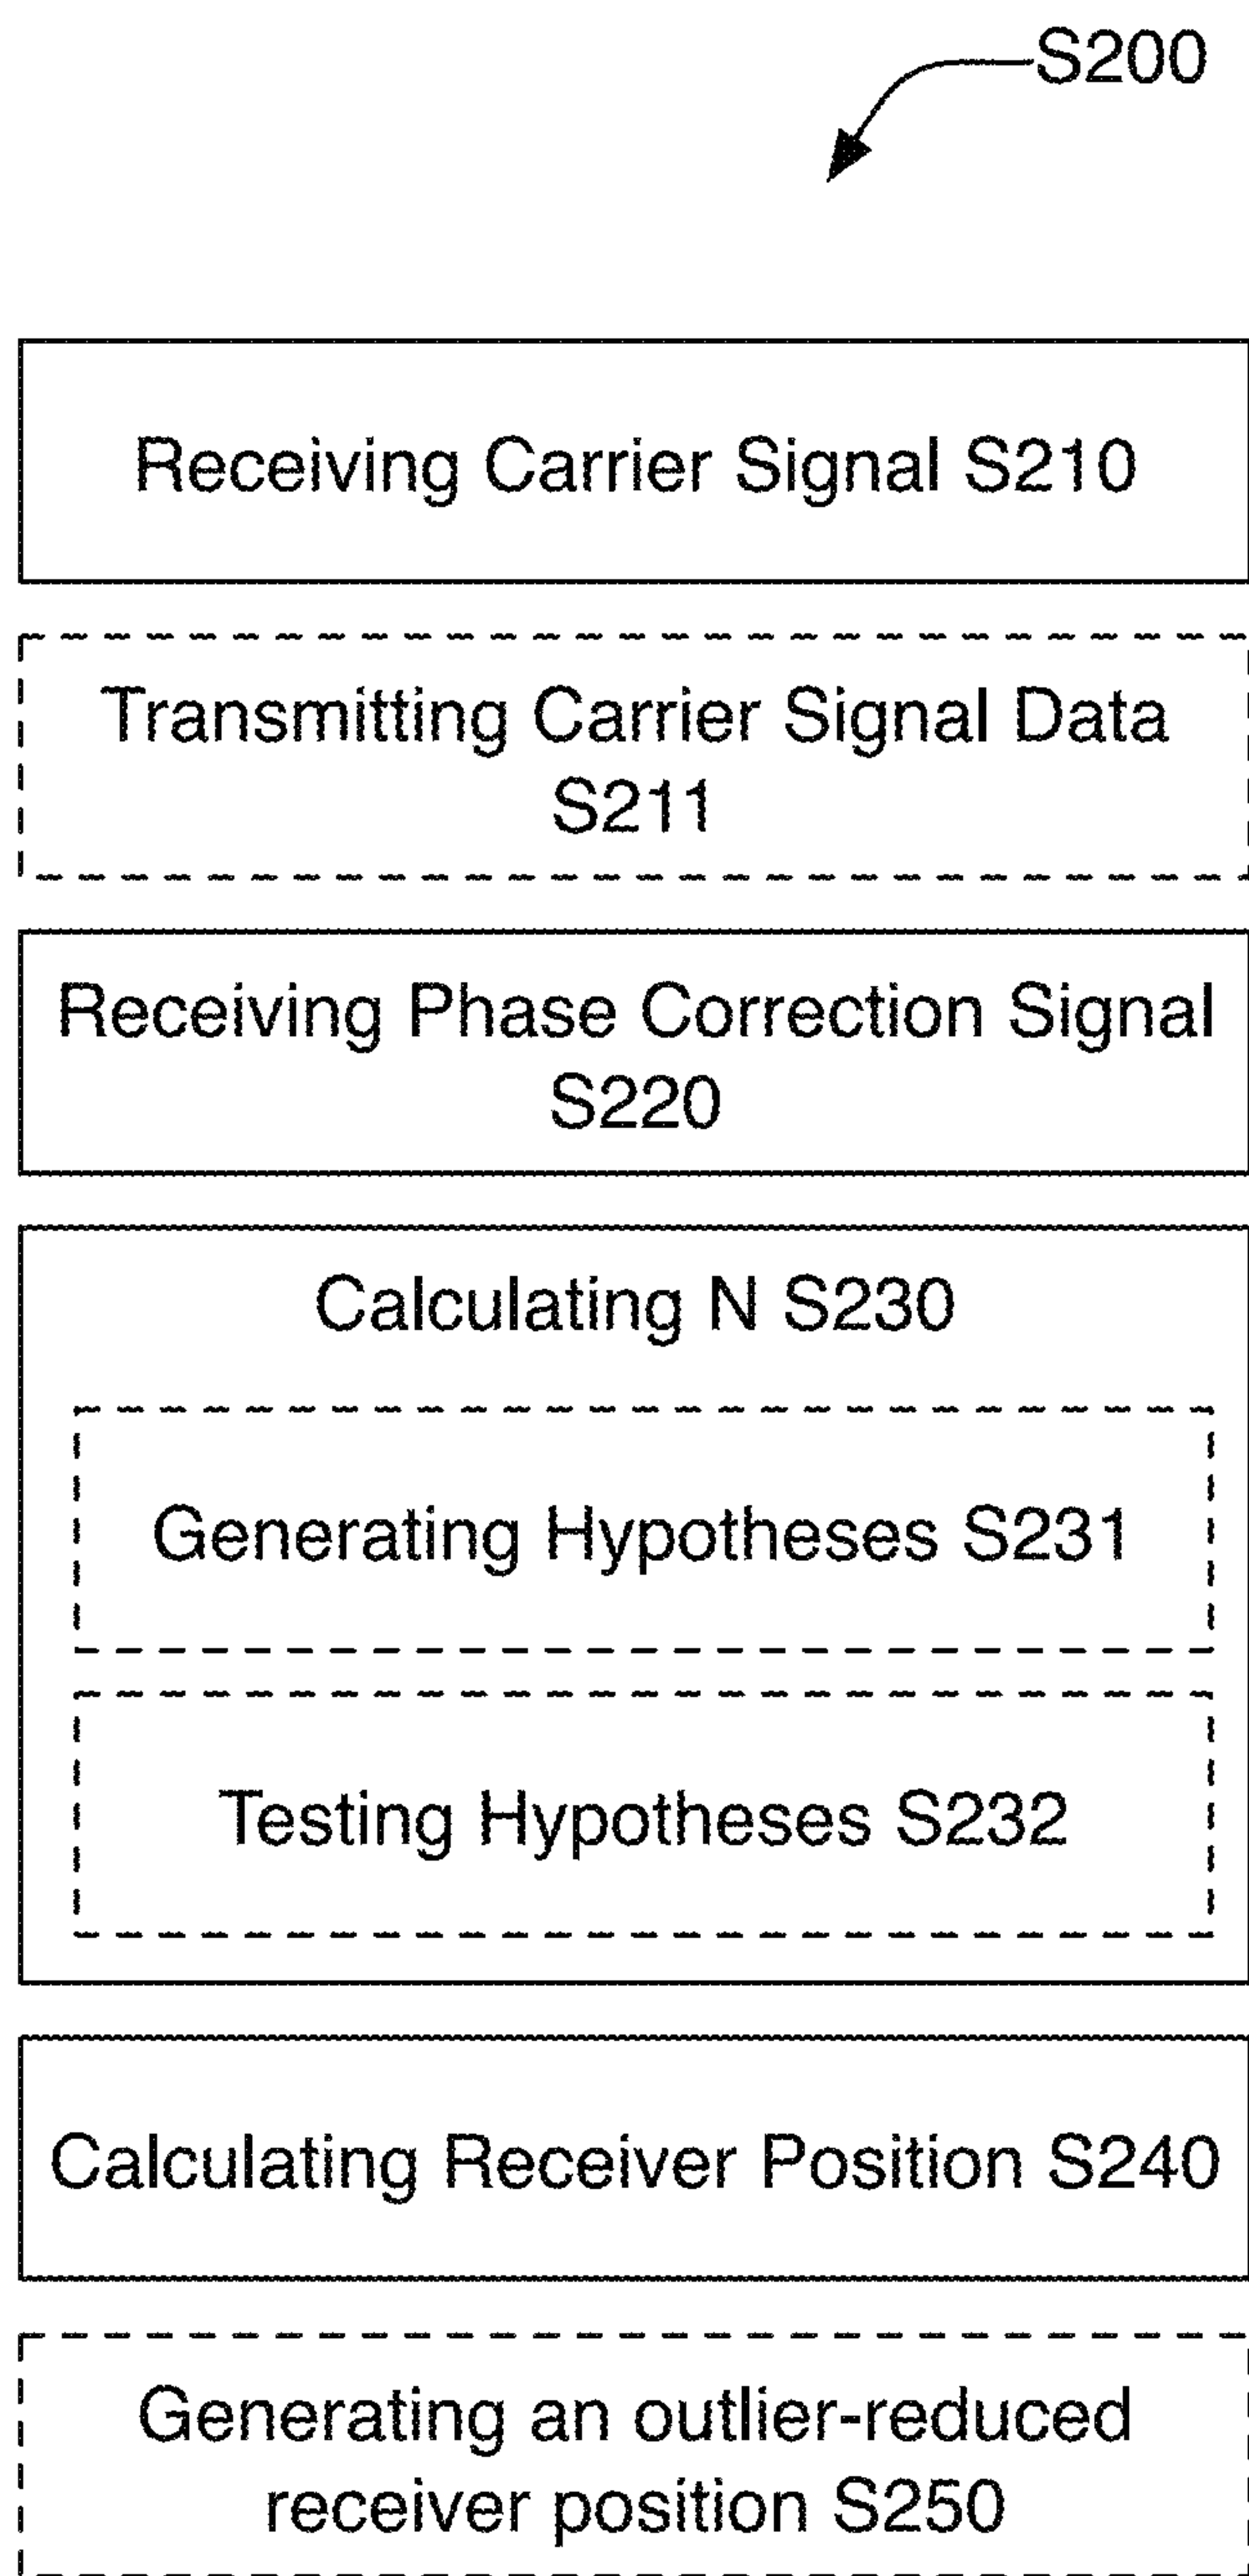 S200
Receiving Carrier Signal S210
Transmitting Carrier Signal Data
S211
Receiving Phase Correction Signal
S220
Calculating N S230
Generating Hypotheses S231
Testing Hypotheses S232
Calculating Receiver Position S240
Generating an outlier-reduced
receiver position S250